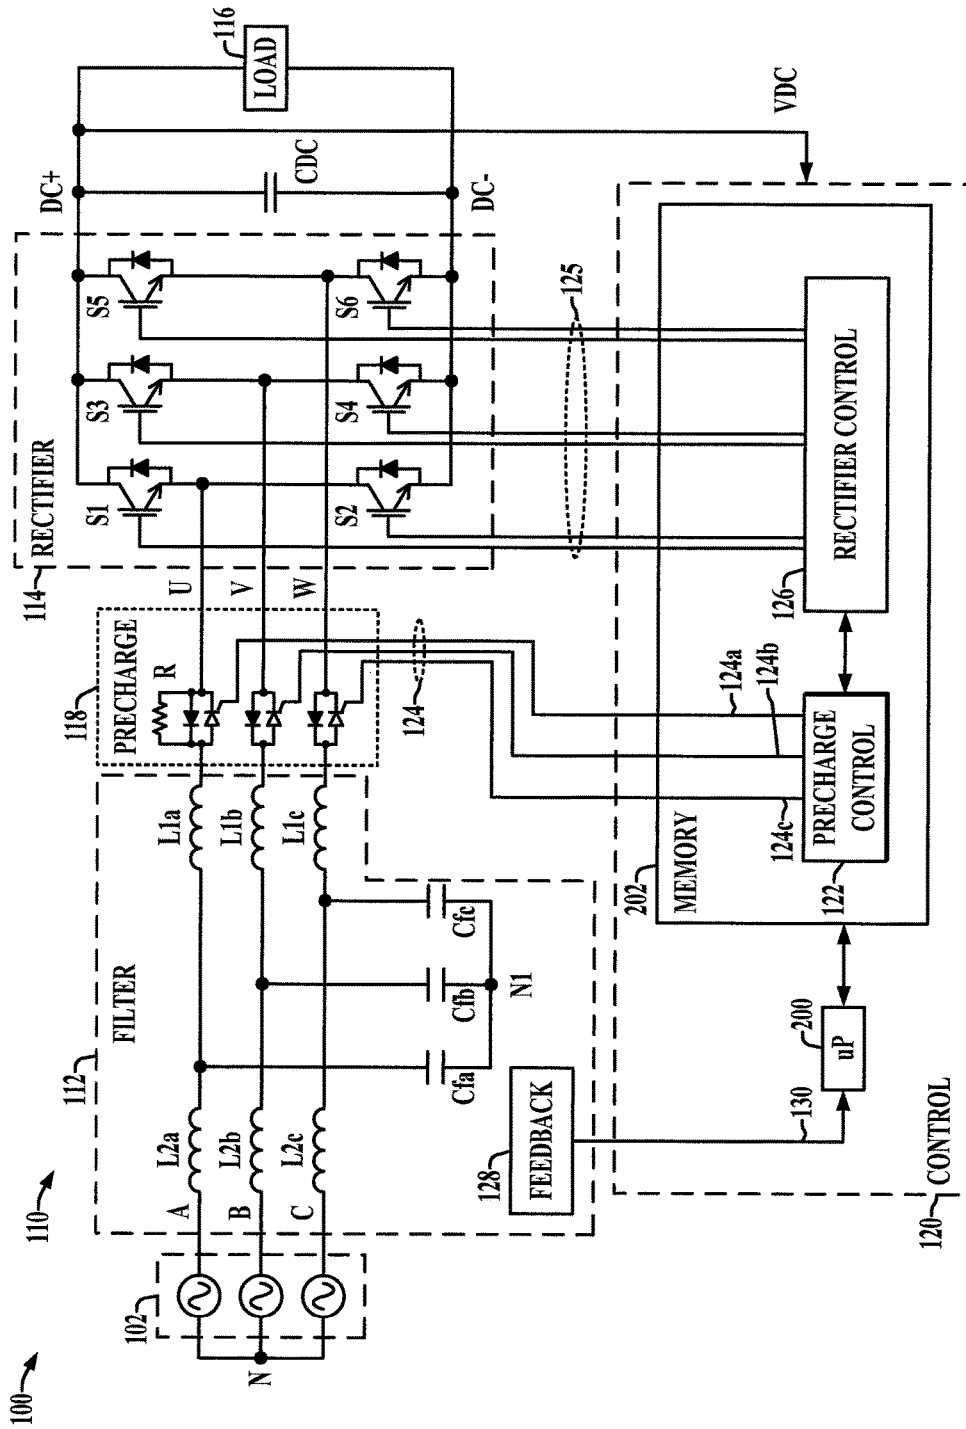 100
110
102
N
A
B
C
112
FILTER
L2a
L2b
L2c
L1a
L1b
L1c
Cfa
Cfb
Cfc
N1
128
FEEDBACK
118
PRECHARGE
R
U
V
W
124
114
RECTIFIER
S1
S3
S5
S2
S4
S6
125
DC+
DC-
CDC
116
LOAD
VDC
120
CONTROL
130
200
uP
202
MEMORY
122
PRECHARGE
CONTROL
124c
124b
124a
126
RECTIFIER CONTROL